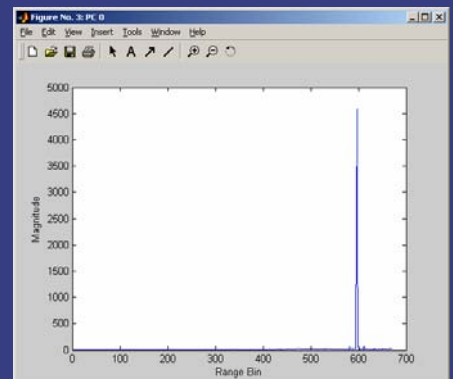 Figure No. 3: PC 0
File Edit View Insert Tools Window Help
A
5000
4500
4000
3500
3000
2500
2000
1500
1000
500
0
Magnitude
0 100 200 300 400 500 600 700
Range Bin